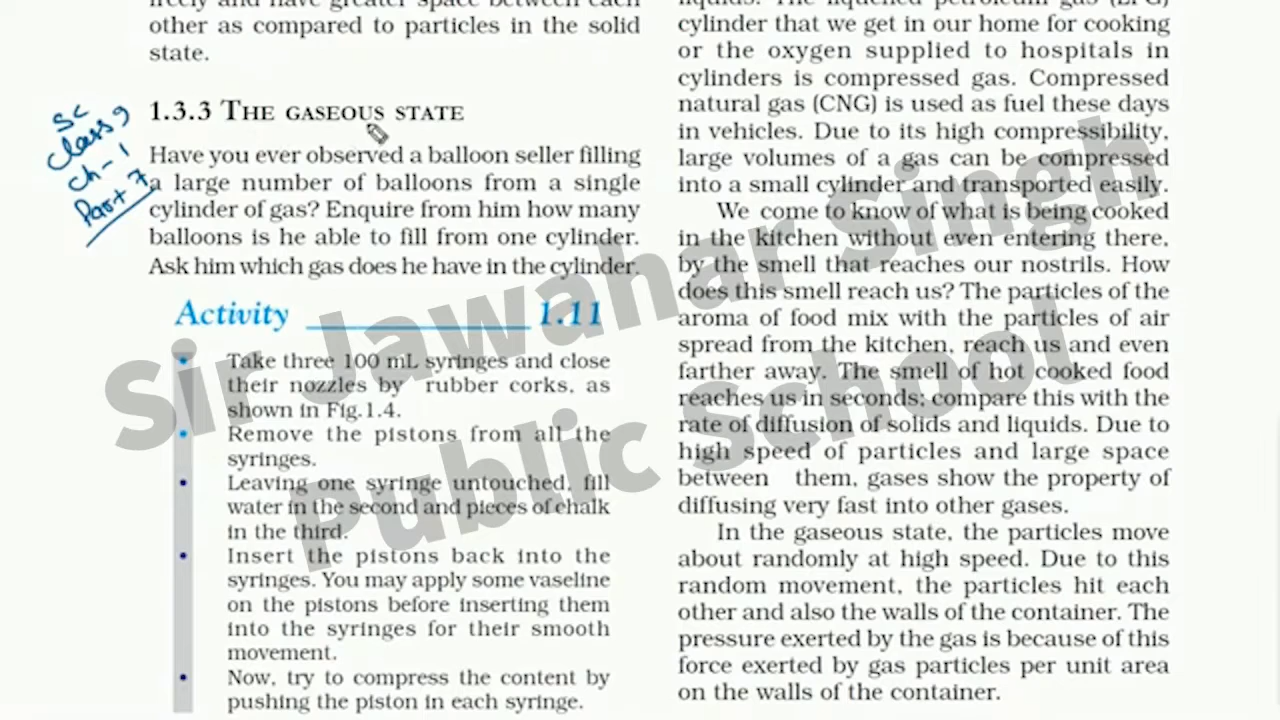 freely and have greater space between each
other as compared to particles in the solid
state.
1.3.3 THE GASEOUS STATE
Sc
Class 9
Ch-1
Part 7
Have you ever observed a balloon seller filling
a large number of balloons from a single
cylinder of gas? Enquire from him how many
balloons is he able to fill from one cylinder.
Ask him which gas does he have in the cylinder.
Activity 1.11
• Take three 100 mL syringes and close
their nozzles by rubber corks, as
shown in Fig.1.4.
• Remove the pistons from all the
syringes.
• Leaving one syringe untouched, fill
water in the second and pieces of chalk
in the third.
• Insert the pistons back into the
syringes. You may apply some vaseline
on the pistons before inserting them
into the syringes for their smooth
movement.
• Now, try to compress the content by
pushing the piston in each syringe.
liquids. The liquefied petroleum gas (LPG)
cylinder that we get in our home for cooking
or the oxygen supplied to hospitals in
cylinders is compressed gas. Compressed
natural gas (CNG) is used as fuel these days
in vehicles. Due to its high compressibility,
large volumes of a gas can be compressed
into a small cylinder and transported easily.
We come to know of what is being cooked
in the kitchen without even entering there,
by the smell that reaches our nostrils. How
does this smell reach us? The particles of the
aroma of food mix with the particles of air
spread from the kitchen, reach us and even
farther away. The smell of hot cooked food
reaches us in seconds; compare this with the
rate of diffusion of solids and liquids. Due to
high speed of particles and large space
between them, gases show the property of
diffusing very fast into other gases.
In the gaseous state, the particles move
about randomly at high speed. Due to this
random movement, the particles hit each
other and also the walls of the container. The
pressure exerted by the gas is because of this
force exerted by gas particles per unit area
on the walls of the container.
Sir Jawahar Singh
Public School